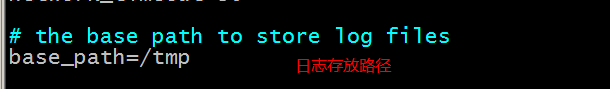 # the base path to store log files
base_path=/tmp
日志存放路径